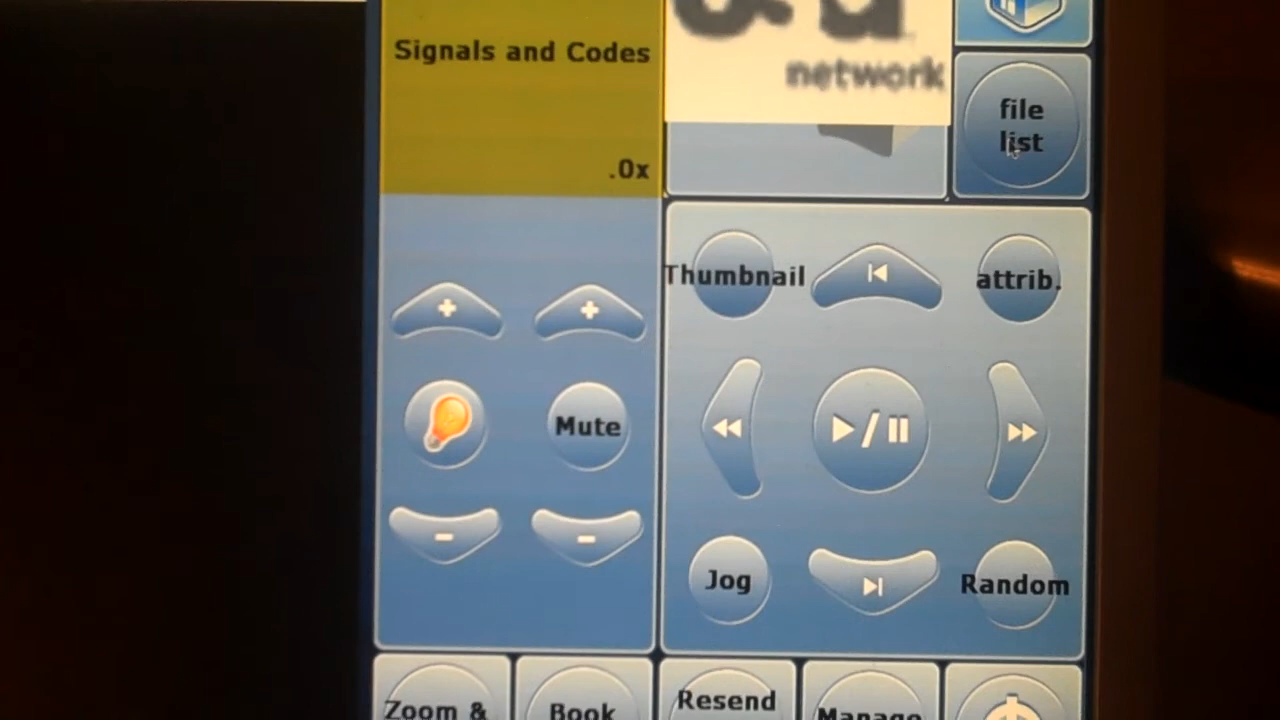 Signals and Codes
network
.0x
file
list
Thumbnail
attrib.
Mute
Jog
Random
Zoom &
Book
Resend
Manage